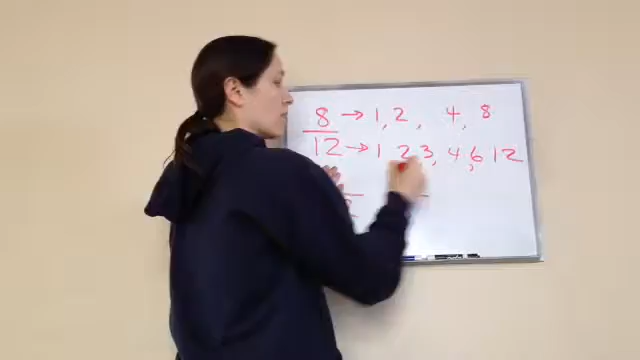 8 → 1, 2, 4, 8
12 → 1 2 3, 4, 6 12